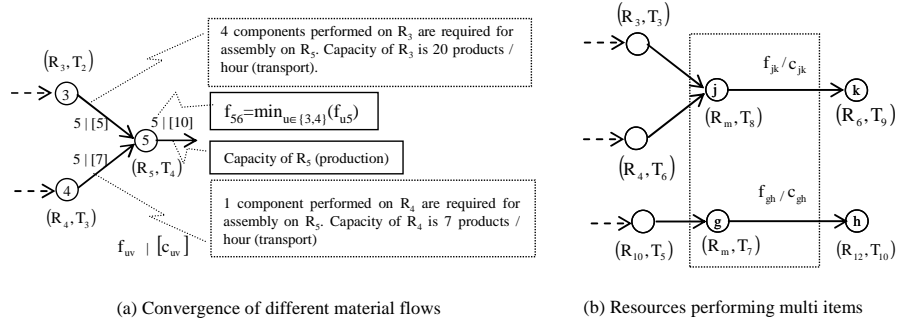 4 components performed on R3 are required for
assembly on R5. Capacity of R3 is 20 products /
hour (transport).
(R3,T2)
3
5 | [5]
5 | [10]
f56=min u∈{3,4}(fu5)
5
(R5,T4)
Capacity of R5 (production)
5 | [7]
4
(R4,T3)
1 component performed on R4 are required for
assembly on R5. Capacity of R4 is 7 products /
hour (transport)
fuv | [cuv]
(a) Convergence of different material flows
(R3,T3)
fjk/cjk
j
k
(Rm,T8)
(R6,T9)
(R4,T6)
fgh/cgh
g
h
(R10,T5)
(Rm,T7)
(R12,T10)
(b) Resources performing multi items